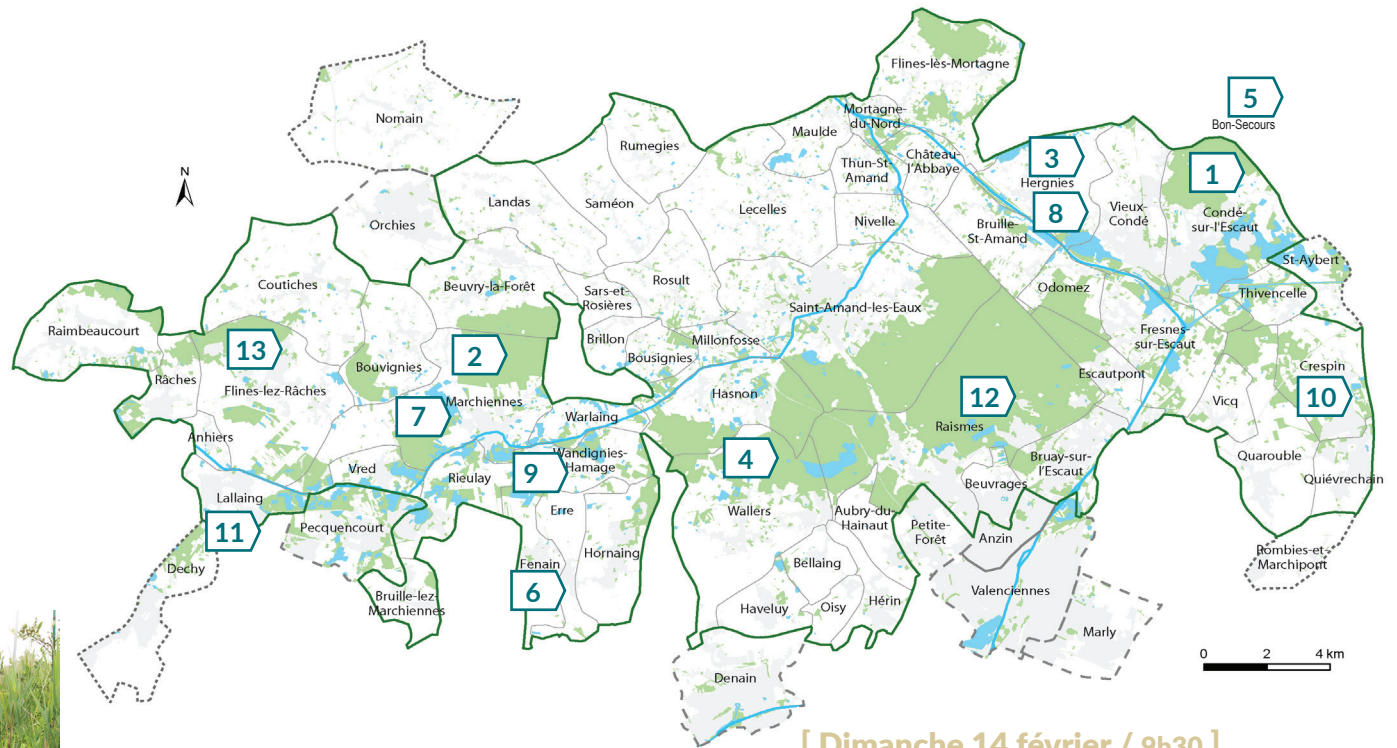 Flines-lès-Mortagne
5
Bon-Secours
Nomain
Mortagne-
du-Nord
Maulde
Rumegies
3
Hergnies
1
Château-
l'Abbaye
Thun-St-
Amand
N
Landas
Saméon
Lecelles
Nivelle
8
Vieux-
Condé
Condé-
sur-l'Escaut
Orchies
Bruille-
St-Amand
St-Aybert
Coutiches
Beuvry-la-Forêt
Rosult
Sars-et-
Rosières
Odomez
Thivencelle
Saint-Amand-les-Eaux
Raimbeaucourt
13
2
Brillon
Millonfosse
Bousignies
Fresnes-
sur-Escaut
Râches
Flines-lez-Râches
Bouvignies
Escautpont
Crespin
7
Marchiennes
Hasnon
12
Raismes
Vicq
10
Warlaing
Anhiers
Wandignies-
Hamage
9
4
Bruay-sur-
l'Escaut
Quarouble
Vred
Rieulay
Beuvrages
Quiévrechain
Lallaing
Erre
Wallers
Aubry-du-
Hainaut
Petite-
Forêt
11
Pecquencourt
Anzin
Dechy
Hornaing
Fenain
6
Bellaing
Rombies-et-
Marchipont
Bruille-lez-
Marchiennes
Haveluy
Oisy
Hérin
Valenciennes
Marly
0 2 4 km
Denain
[ Dimanche 14 février / 9h30 ]